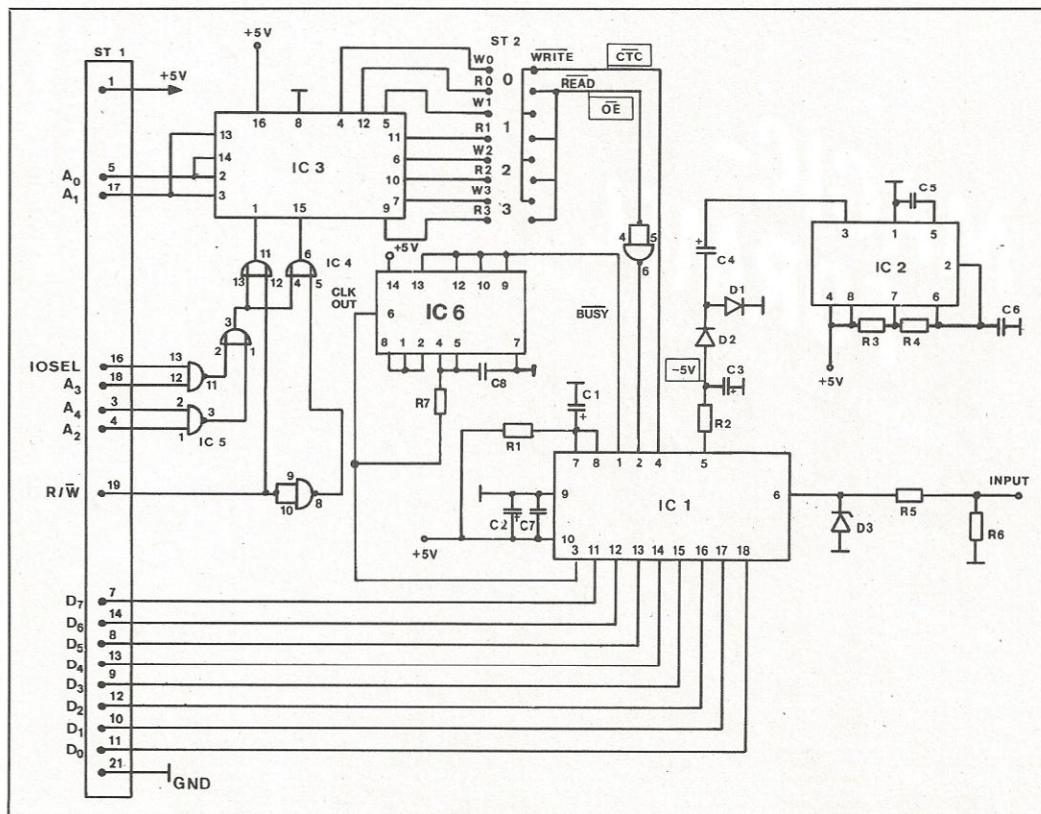 ST 1
+5V
1
+5V
ST 2
W0
R0
W1
R1
W2
R2
W3
R3
0
1
2
3
WRITE
CTC
READ
OE
16
8
4
12
5
13
14
2
3
11
6
10
7
9
1
15
IC 3
A0
5
A1
17
+5V
11
13
12
6
4
5
IC 4
3
2
1
IOSEL
16
A3
18
A4
3
A2
4
13
12
11
2
1
3
IC 5
R/W
19
9
10
8
CLK OUT
14
13
12
10
9
6
IC 6
8
1
2
4
5
7
BUSY
C8
R7
4
5
6
C4
D1
D2
-5V
C3
R2
3
1
5
C5
IC 2
2
4
8
7
6
R3
R4
C6
+5V
C1
R1
7
8
1
2
4
5
9
IC 1
6
10
C2
C7
+5V
3
11
12
13
14
15
16
17
18
D3
R5
INPUT
R6
D7
7
D6
14
D5
8
D4
13
D3
9
D2
12
D1
10
D0
11
21
GND